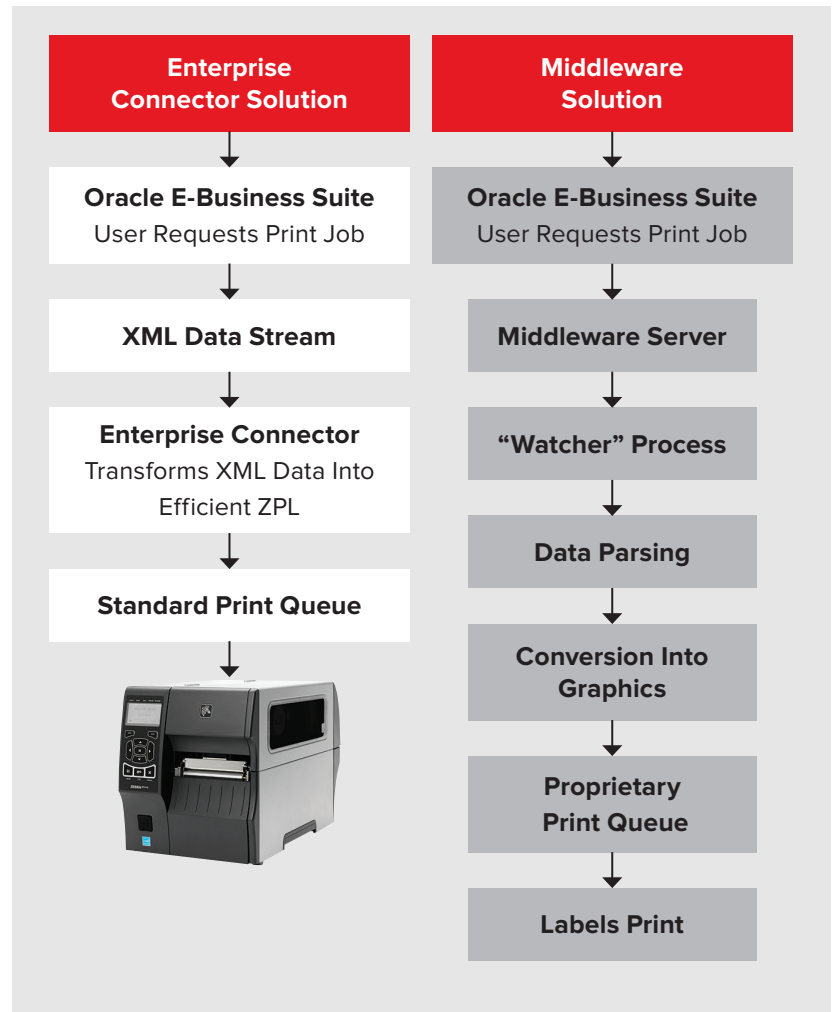 Enterprise
Connector Solution
Oracle E-Business Suite
User Requests Print Job
XML Data Stream
Enterprise Connector
Transforms XML Data Into
Efficient ZPL
Standard Print Queue
Middleware
Solution
Oracle E-Business Suite
User Requests Print Job
Middleware Server
“Watcher” Process
Data Parsing
Conversion Into
Graphics
Proprietary
Print Queue
Labels Print